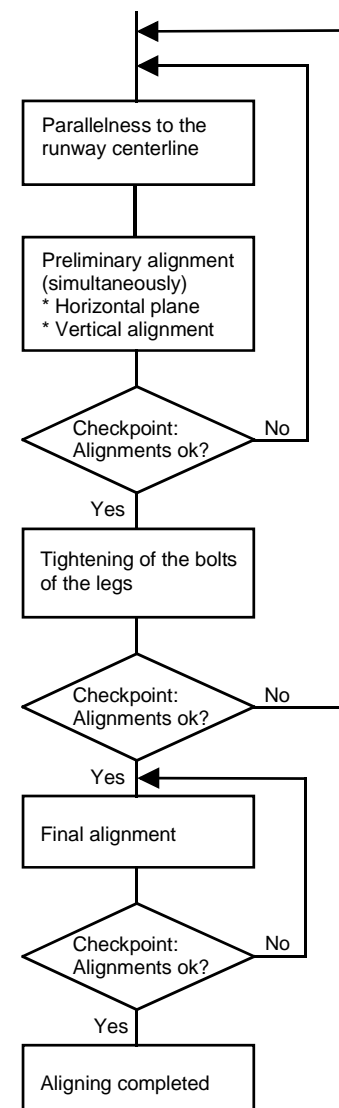 Parallelness to the
runway centerline
Preliminary alignment
(simultaneously)
* Horizontal plane
* Vertical alignment
Checkpoint:
Alignments ok?
No
Yes
Tightening of the bolts
of the legs
Checkpoint:
Alignments ok?
No
Yes
Final alignment
Checkpoint:
Alignments ok?
No
Yes
Aligning completed